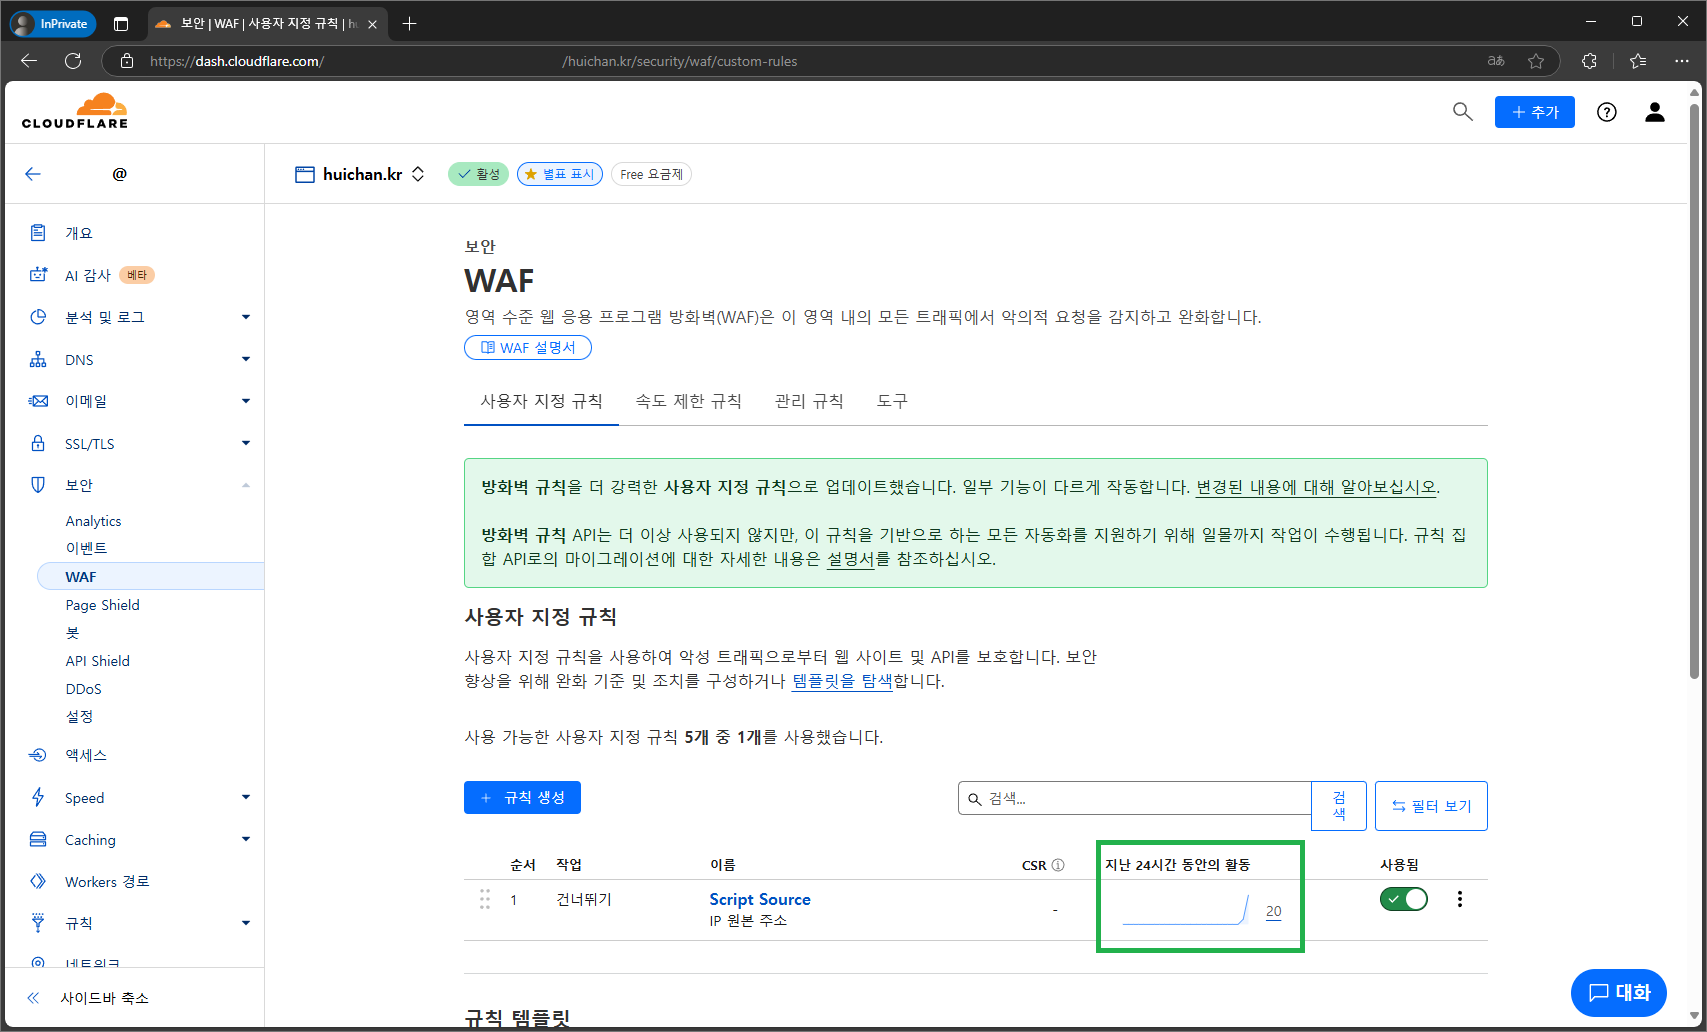 InPrivate
보안 | WAF | 사용자 지정 규칙 | hu
https://dash.cloudflare.com/ /huichan.kr/security/waf/custom-rules
CLOUDFLARE
추가
@
huichan.kr 활성 별표 표시 Free 요금제
개요
AI 감사 베타
분석 및 로그
DNS
이메일
SSL/TLS
보안
Analytics
이벤트
WAF
Page Shield
봇
API Shield
DDoS
설정
액세스
Speed
Caching
Workers 경로
규칙
네트워크
사이드바 축소
보안
WAF
영역 수준 웹 응용 프로그램 방화벽(WAF)은 이 영역 내의 모든 트래픽에서 악의적 요청을 감지하고 완화합니다.
WAF 설명서
사용자 지정 규칙 속도 제한 규칙 관리 규칙 도구
방화벽 규칙을 더 강력한 사용자 지정 규칙으로 업데이트했습니다. 일부 기능이 다르게 작동합니다. 변경된 내용에 대해 알아보십시오.
방화벽 규칙 API는 더 이상 사용되지 않지만, 이 규칙을 기반으로 하는 모든 자동화를 지원하기 위해 일몰까지 작업이 수행됩니다. 규칙 집
합 API로의 마이그레이션에 대한 자세한 내용은 설명서를 참조하십시오.
사용자 지정 규칙
사용자 지정 규칙을 사용하여 악성 트래픽으로부터 웹 사이트 및 API를 보호합니다. 보안
향상을 위해 완화 기준 및 조치를 구성하거나 템플릿을 탐색합니다.
사용 가능한 사용자 지정 규칙 5개 중 1개를 사용했습니다.
규칙 생성
검색...
검
색
필터 보기
순서 작업 이름 CSR 지난 24시간 동안의 활동 사용됨
1 건너뛰기 Script Source - 20
IP 원본 주소
규칙 템플릿
대화